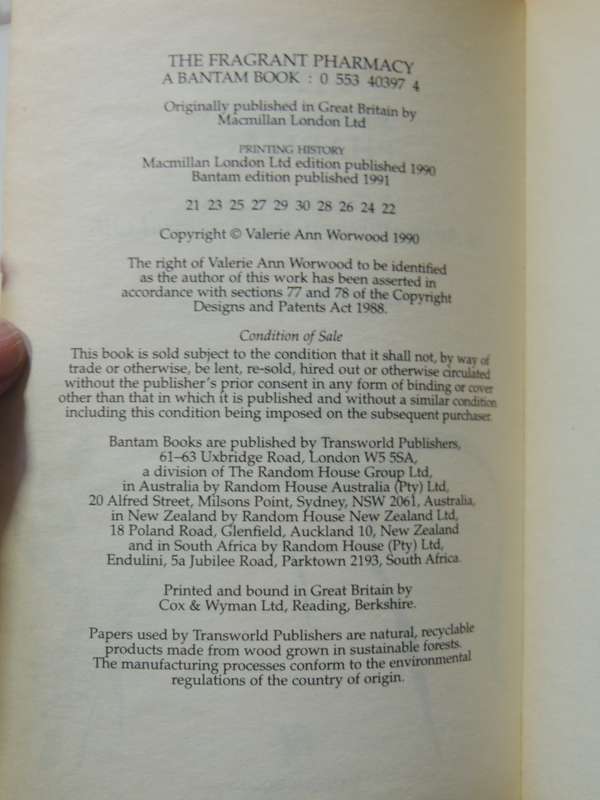 THE FRAGRANT PHARMACY
A BANTAM BOOK : 0 553 40397 4
Originally published in Great Britain by
Macmillan London Ltd
PRINTING HISTORY
Macmillan London Ltd edition published 1990
Bantam edition published 1991
21 23 25 27 29 30 28 26 24 22
Copyright © Valerie Ann Worwood 1990
The right of Valerie Ann Worwood to be identified
as the author of this work has been asserted in
accordance with sections 77 and 78 of the Copyright
Designs and Patents Act 1988.
Condition of Sale
This book is sold subject to the condition that it shall not, by way of
trade or otherwise, be lent, re-sold, hired out or otherwise circulated
without the publisher's prior consent in any form of binding or cover
other than that in which it is published and without a similar condition
including this condition being imposed on the subsequent purchaser.
Bantam Books are published by Transworld Publishers,
61–63 Uxbridge Road, London W5 5SA,
a division of The Random House Group Ltd,
in Australia by Random House Australia (Pty) Ltd,
20 Alfred Street, Milsons Point, Sydney, NSW 2061, Australia,
in New Zealand by Random House New Zealand Ltd,
18 Poland Road, Glenfield, Auckland 10, New Zealand
and in South Africa by Random House (Pty) Ltd,
Endulini, 5a Jubilee Road, Parktown 2193, South Africa.
Printed and bound in Great Britain by
Cox & Wyman Ltd, Reading, Berkshire.
Papers used by Transworld Publishers are natural, recyclable
products made from wood grown in sustainable forests.
The manufacturing processes conform to the environmental
regulations of the country of origin.